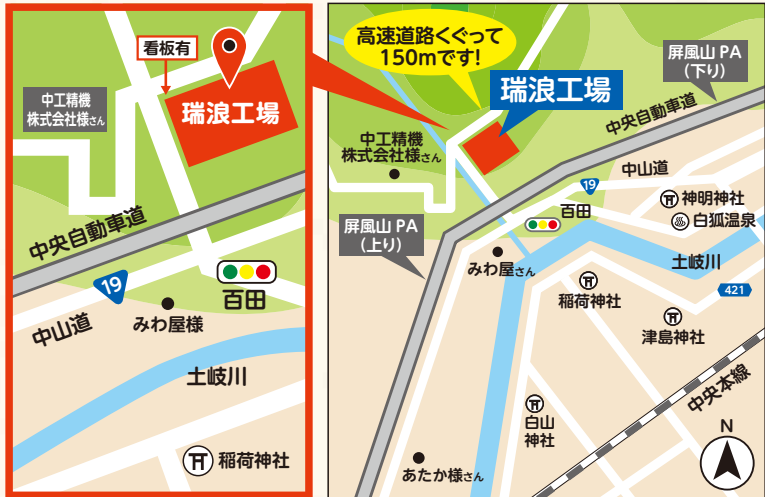 看板有
中工精機
株式会社様さん
瑞浪工場
中央自動車道
19
中山道
百田
みわ屋様
土岐川
稲荷神社
高速道路くぐって
150mです!
瑞浪工場
屏風山 PA
(下り)
中央自動車道
中工精機
株式会社様さん
中山道
19
神明神社
百田
白狐温泉
屏風山 PA
(上り)
みわ屋さん
土岐川
稲荷神社
421
津島神社
中央本線
白山
神社
あたか様さん
N